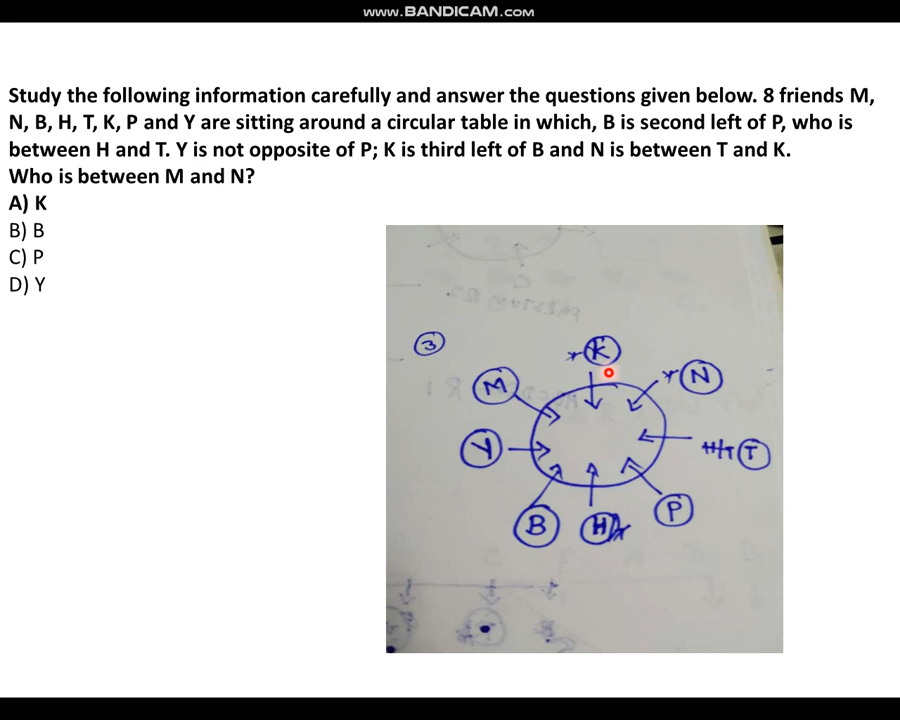 www.BANDICAM.com
Study the following information carefully and answer the questions given below. 8 friends M,
N, B, H, T, K, P and Y are sitting around a circular table in which, B is second left of P, who is
between H and T. Y is not opposite of P; K is third left of B and N is between T and K.
Who is between M and N?
A) K
B) B
C) P
D) Y
3
K
M
N
Y
H/T T
B
H
P